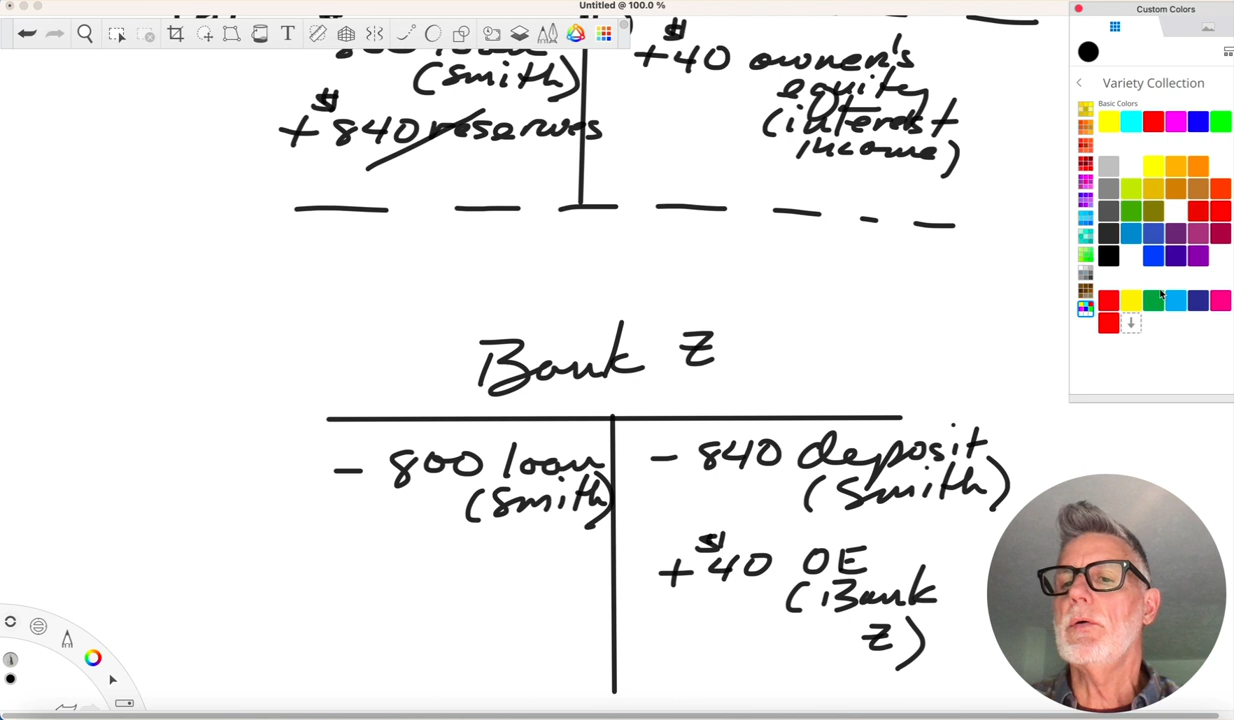 Untitled @ 100.0 %
Custom Colors
Variety Collection
Basic Colors
(Smith)
+ $840 reserves
+ $40 owner's
equity
(interest
income)
Bank Z
- 800 loan
(Smith)
- 840 deposit
(Smith)
+ $40 OE
(Bank
Z)